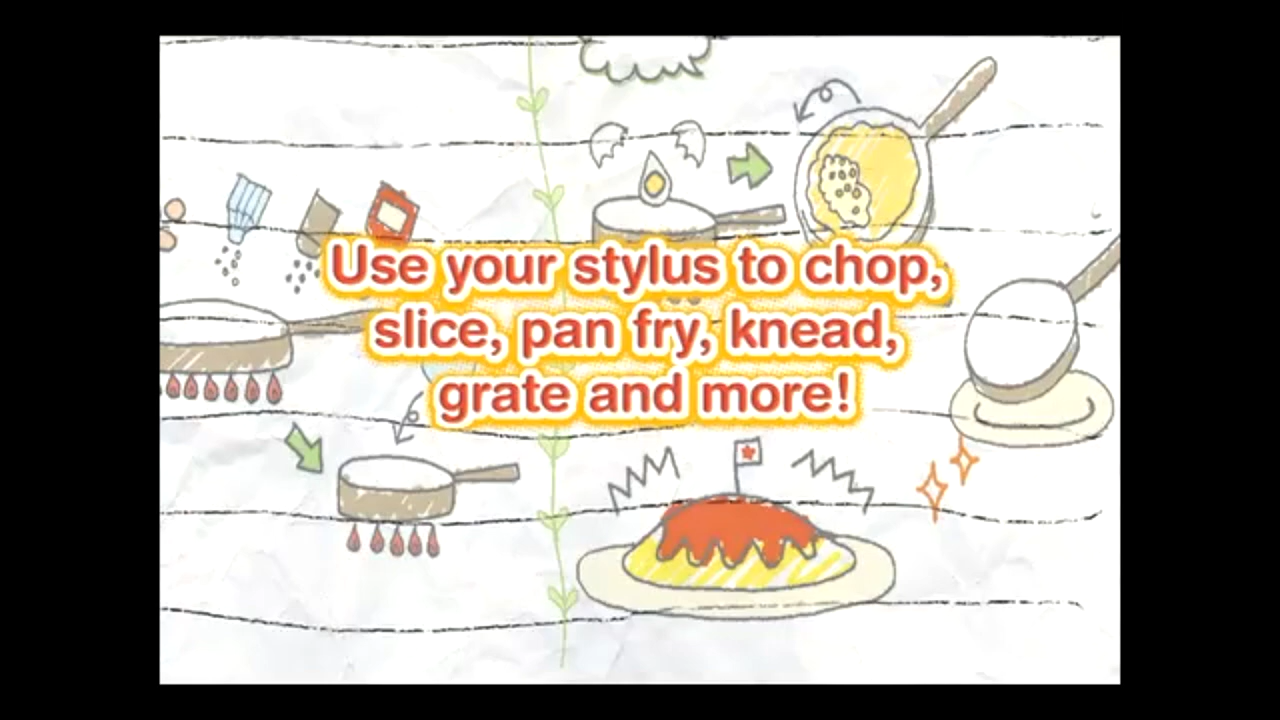 Use your stylus to chop,
slice, pan fry, knead,
grate and more!